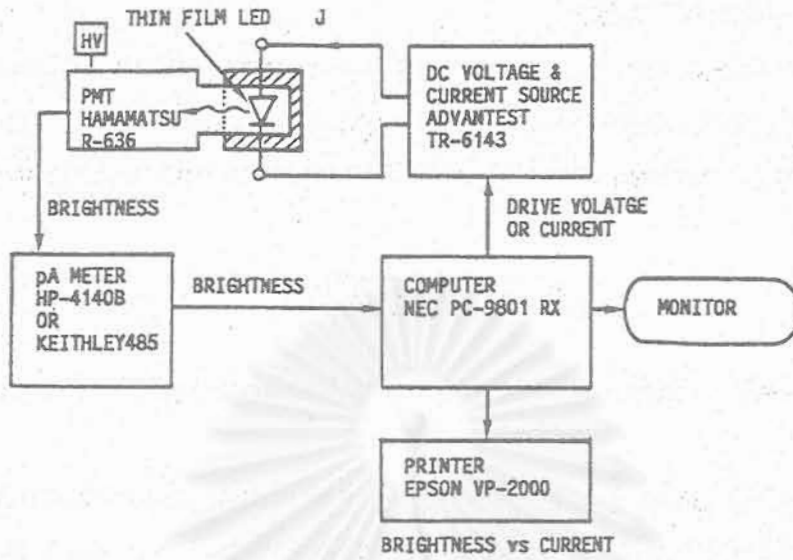 THIN FILM LED J
HV
PMT
HAMAMATSU
R-636
DC VOLTAGE &
CURRENT SOURCE
ADVANTEST
TR-6143
BRIGHTNESS
DRIVE VOLATGE
OR CURRENT
pA METER
HP-4140B
OR
KEITHLEY485
BRIGHTNESS
COMPUTER
NEC PC-9801 RX
MONITOR
PRINTER
EPSON VP-2000
BRIGHTNESS vs CURRENT